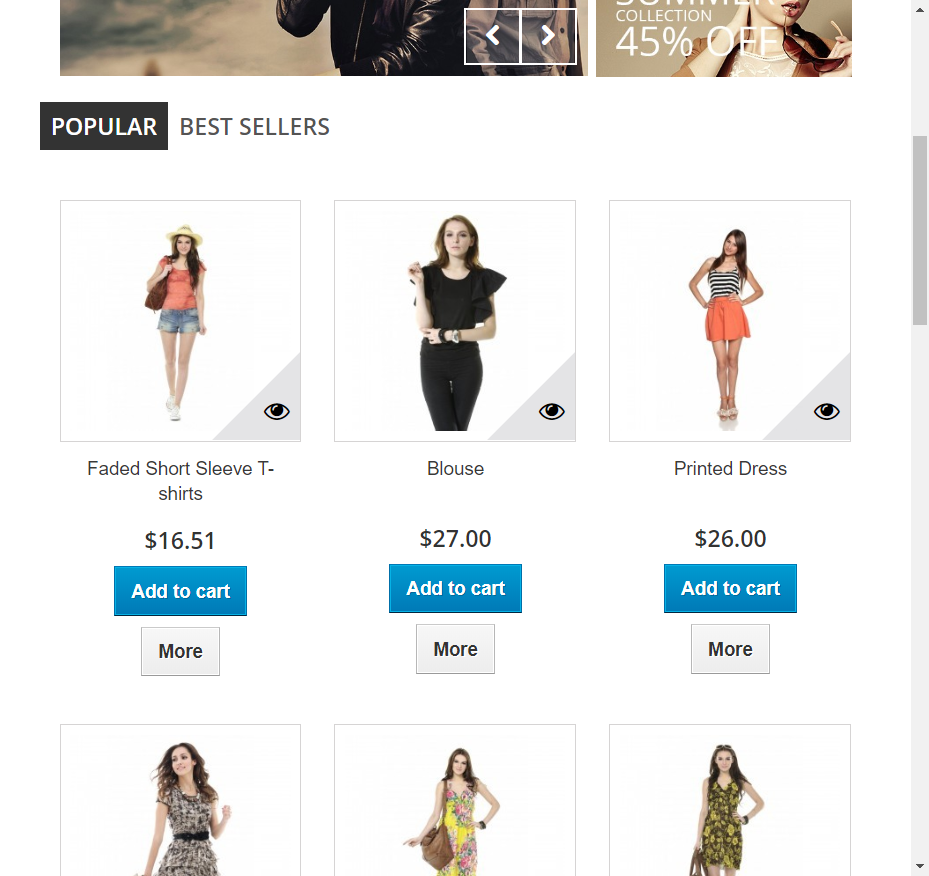 SUMMER
COLLECTION
45% OFF
POPULAR BEST SELLERS
Faded Short Sleeve T-
shirts
Blouse
Printed Dress
$16.51
$27.00
$26.00
Add to cart
Add to cart
Add to cart
More
More
More